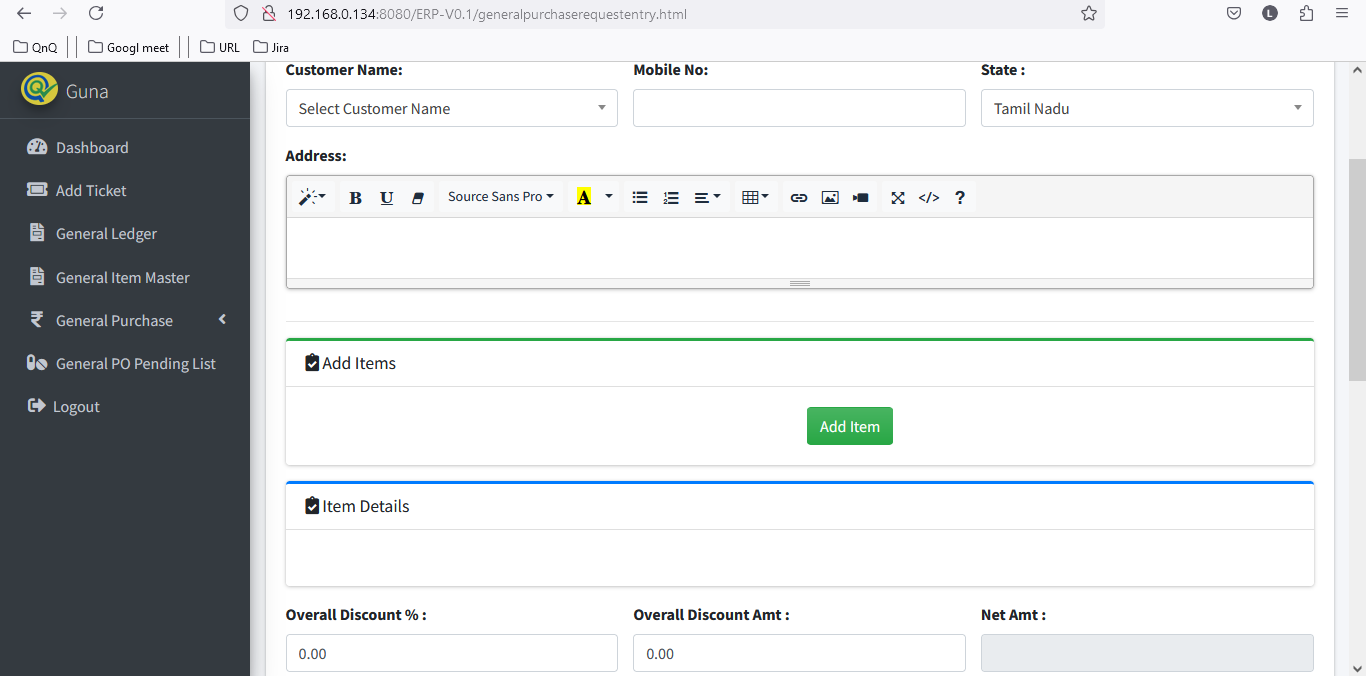 192.168.0.134:8080/ERP-V0.1/generalpurchaserequestentry.html
L
QnQ Googl meet URL Jira
Guna
Dashboard
Add Ticket
General Ledger
General Item Master
₹ General Purchase
General PO Pending List
Logout
Customer Name: Mobile No: State :
Select Customer Name Tamil Nadu
Address:
B U Source Sans Pro A </> ?
Add Items
Add Item
Item Details
Overall Discount % : Overall Discount Amt : Net Amt :
0.00 0.00